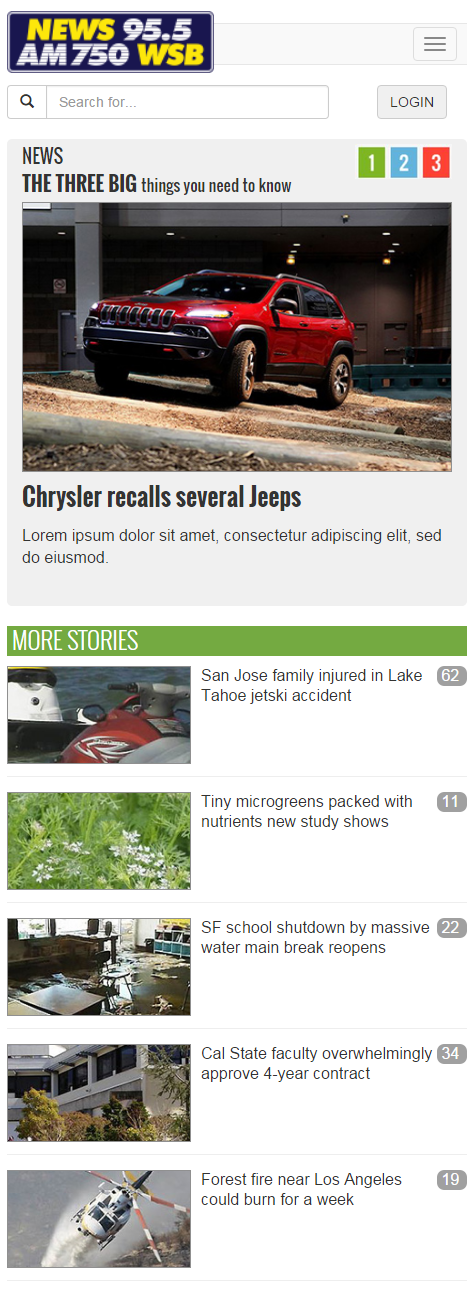 NEWS 95.5
AM 750 WSB
Search for...
LOGIN
NEWS
1 2 3
THE THREE BIG things you need to know
Chrysler recalls several Jeeps
Lorem ipsum dolor sit amet, consectetur adipiscing elit, sed
do eiusmod.
MORE STORIES
San Jose family injured in Lake 62
Tahoe jetski accident
Tiny microgreens packed with 11
nutrients new study shows
SF school shutdown by massive 22
water main break reopens
Cal State faculty overwhelmingly 34
approve 4-year contract
Forest fire near Los Angeles 19
could burn for a week